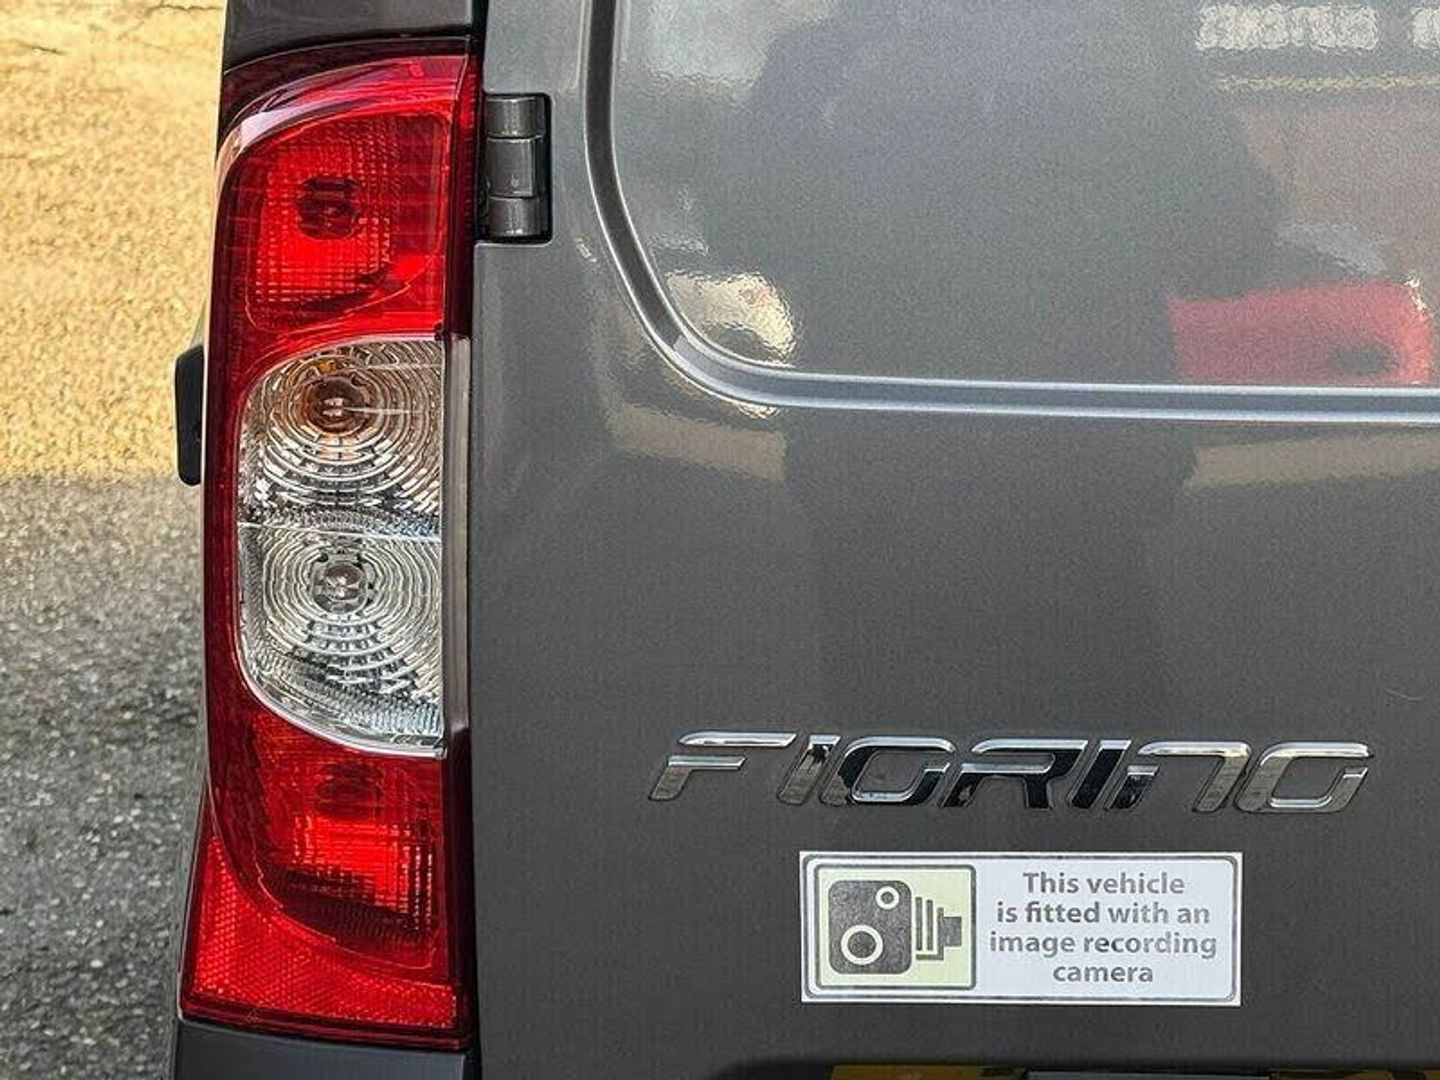 FIORINO
This vehicle
is fitted with an
image recording
camera